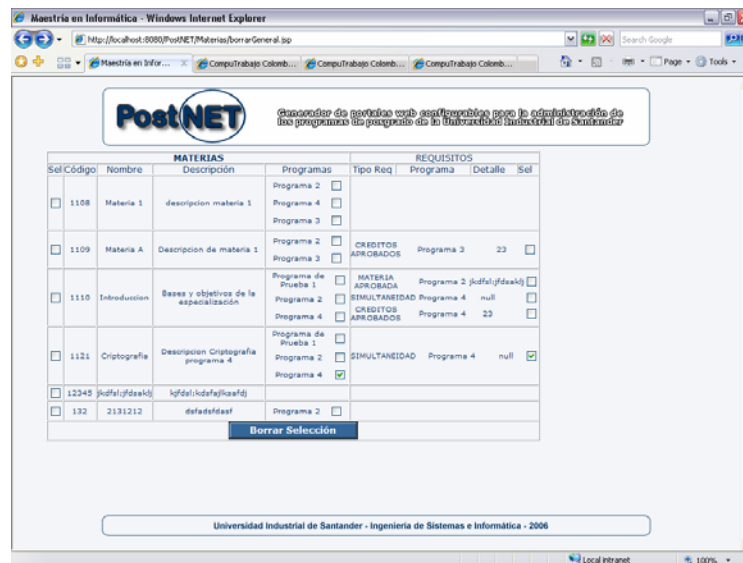 Maestría en Informática - Windows Internet Explorer
http://localhost:8080/PostNET/Materias/borrarGeneral.jsp
Search Google
Maestría en Infor... CompuTrabajo Colomb... CompuTrabajo Colomb... CompuTrabajo Colomb...
Page Tools
PostNET
Generador de portales web configurables para la administración de
los programas de posgrado de la Universidad Industrial de Santander
MATERIAS REQUISITOS
Sel Código Nombre Descripción Programas Tipo Req Programa Detalle Sel
Programa 2
1108 Materia 1 descripcion materia 1 Programa 4
Programa 3
Programa 2
1109 Materia A Descripcion de materia 1 CREDITOS APROBADOS Programa 3 23
Programa 3
Programa de Prueba 1 MATERIA APROBADA Programa 2 jkdfsl;jfdsaklj
1110 Introduccion Bases y objetivos de la especialización Programa 2 SIMULTANEIDAD Programa 4 null
Programa 4 CREDITOS APROBADOS Programa 4 23
Programa de Prueba 1
1121 Criptografia Descripcion Criptografia programa 4 Programa 2 SIMULTANEIDAD Programa 4 null
Programa 4
12345 jkdfsl;jfdsaklj
132 2131212 dsfadsfdasf Programa 2
Borrar Selección
Universidad Industrial de Santander - Ingeniería de Sistemas e Informática - 2006
Local intranet 100%